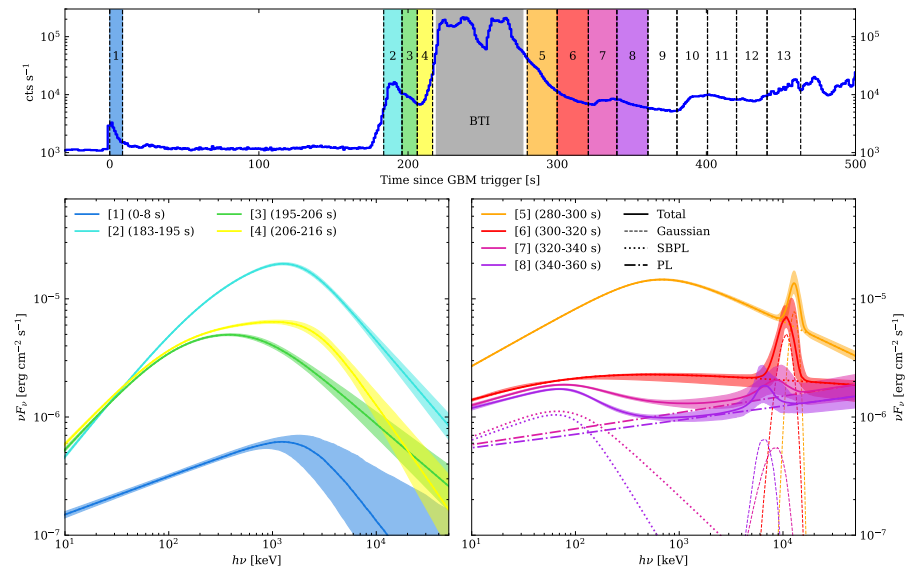 10⁵
10⁴
10³
cts s⁻¹
1
2
3
4
BTI
5
6
7
8
9
10
11
12
13
10⁵
10⁴
10³
0
100
200
300
400
500
Time since GBM trigger [s]
[1] (0-8 s)
[2] (183-195 s)
[3] (195-206 s)
[4] (206-216 s)
10⁻⁵
10⁻⁶
10⁻⁷
νFν [erg cm⁻² s⁻¹]
10¹
10²
10³
10⁴
hν [keV]
[5] (280-300 s)
[6] (300-320 s)
[7] (320-340 s)
[8] (340-360 s)
Total
Gaussian
SBPL
PL
10⁻⁵
10⁻⁶
10⁻⁷
νFν [erg cm⁻² s⁻¹]
10¹
10²
10³
10⁴
hν [keV]